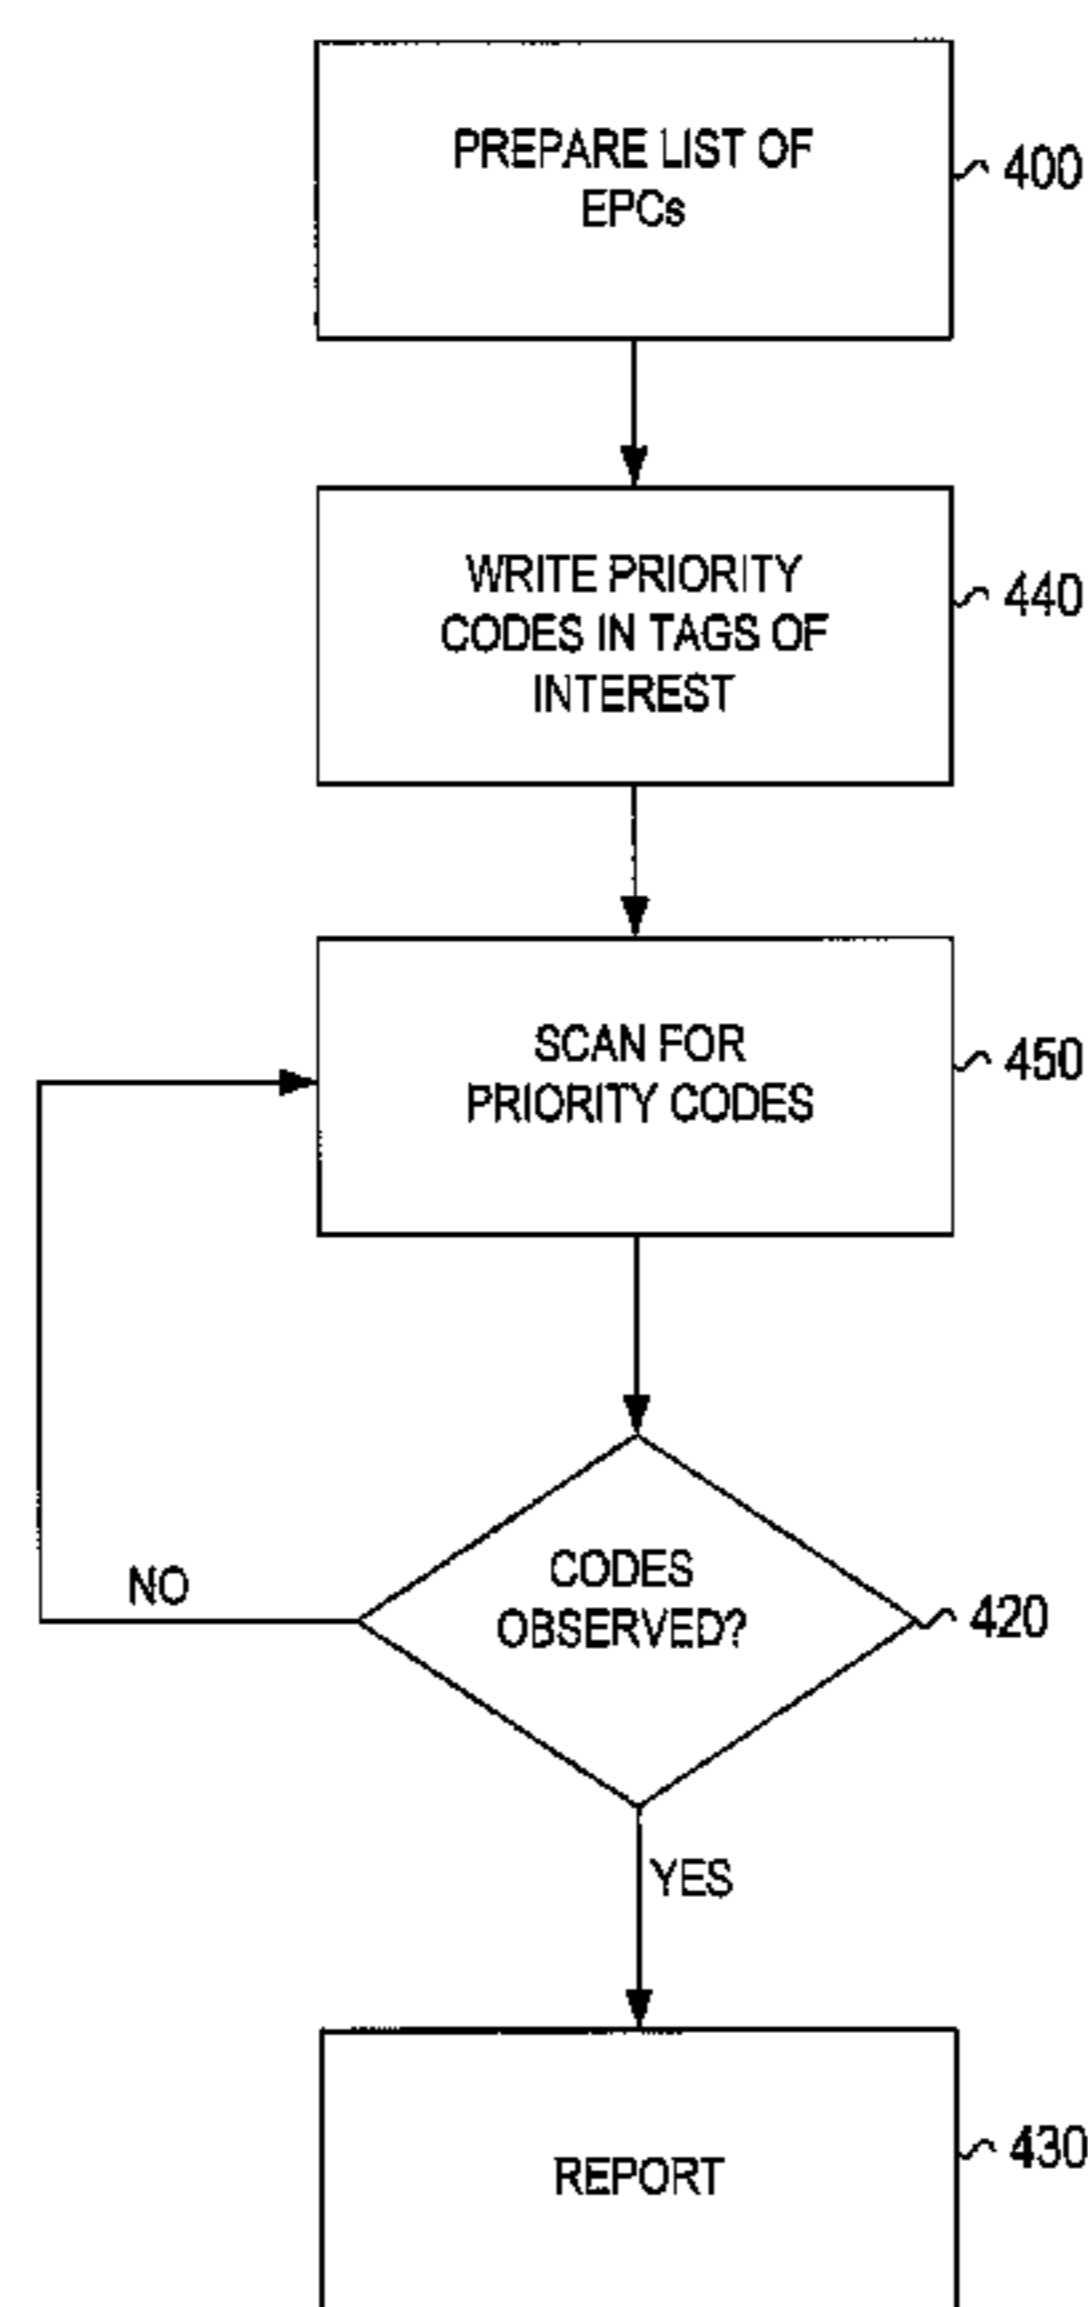 PREPARE LIST OF
EPCs
400
WRITE PRIORITY
CODES IN TAGS OF
INTEREST
440
SCAN FOR
PRIORITY CODES
450
CODES
OBSERVED?
420
NO
YES
REPORT
430